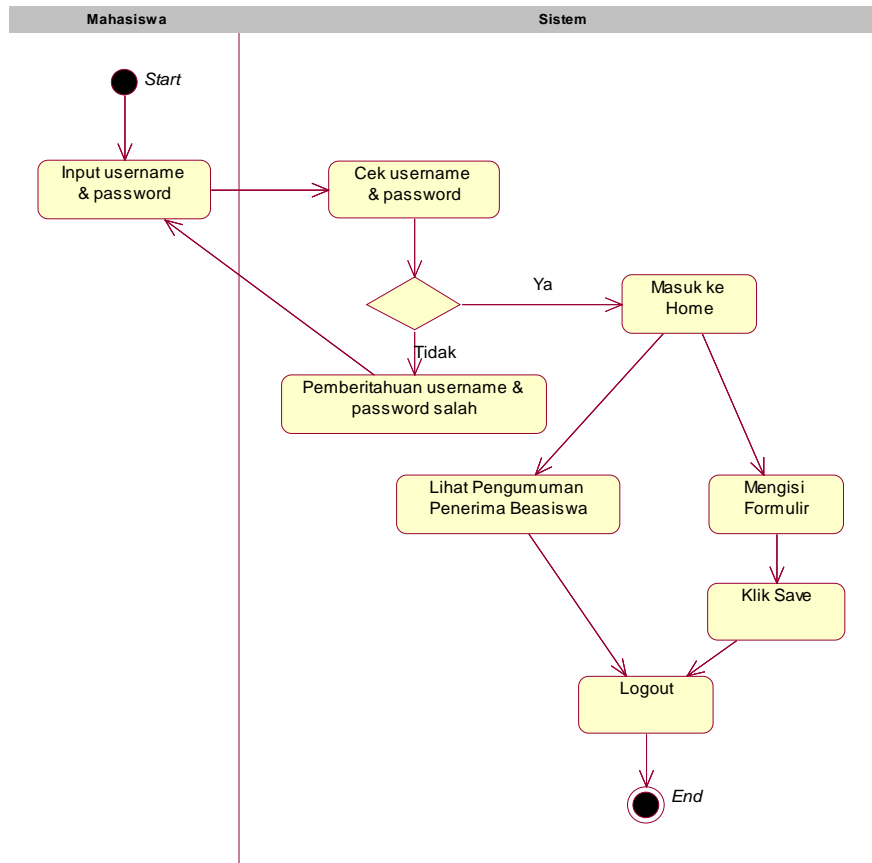 Mahasiswa
Sistem
Start
Input username
& password
Cek username
& password
Ya
Masuk ke
Home
Tidak
Pemberitahuan username &
password salah
Lihat Pengumuman
Penerima Beasiswa
Mengisi
Formulir
Klik Save
Logout
End